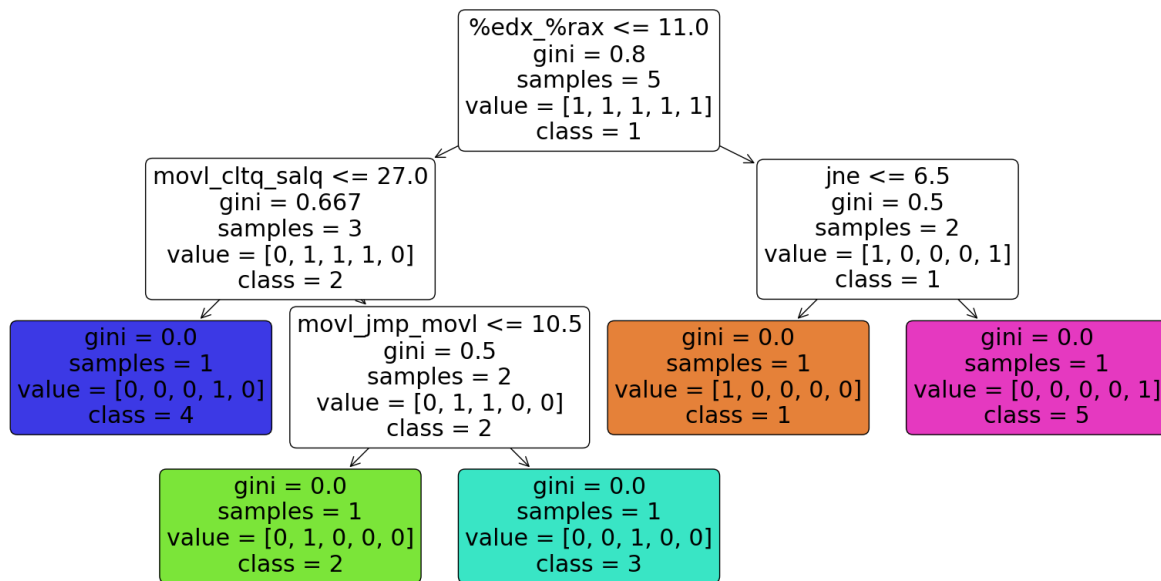 %edx_%rax <= 11.0
gini = 0.8
samples = 5
value = [1, 1, 1, 1, 1]
class = 1
movl_cltq_salq <= 27.0
gini = 0.667
samples = 3
value = [0, 1, 1, 1, 0]
class = 2
jne <= 6.5
gini = 0.5
samples = 2
value = [1, 0, 0, 0, 1]
class = 1
gini = 0.0
samples = 1
value = [0, 0, 0, 1, 0]
class = 4
movl_jmp_movl <= 10.5
gini = 0.5
samples = 2
value = [0, 1, 1, 0, 0]
class = 2
gini = 0.0
samples = 1
value = [1, 0, 0, 0, 0]
class = 1
gini = 0.0
samples = 1
value = [0, 0, 0, 0, 1]
class = 5
gini = 0.0
samples = 1
value = [0, 1, 0, 0, 0]
class = 2
gini = 0.0
samples = 1
value = [0, 0, 1, 0, 0]
class = 3